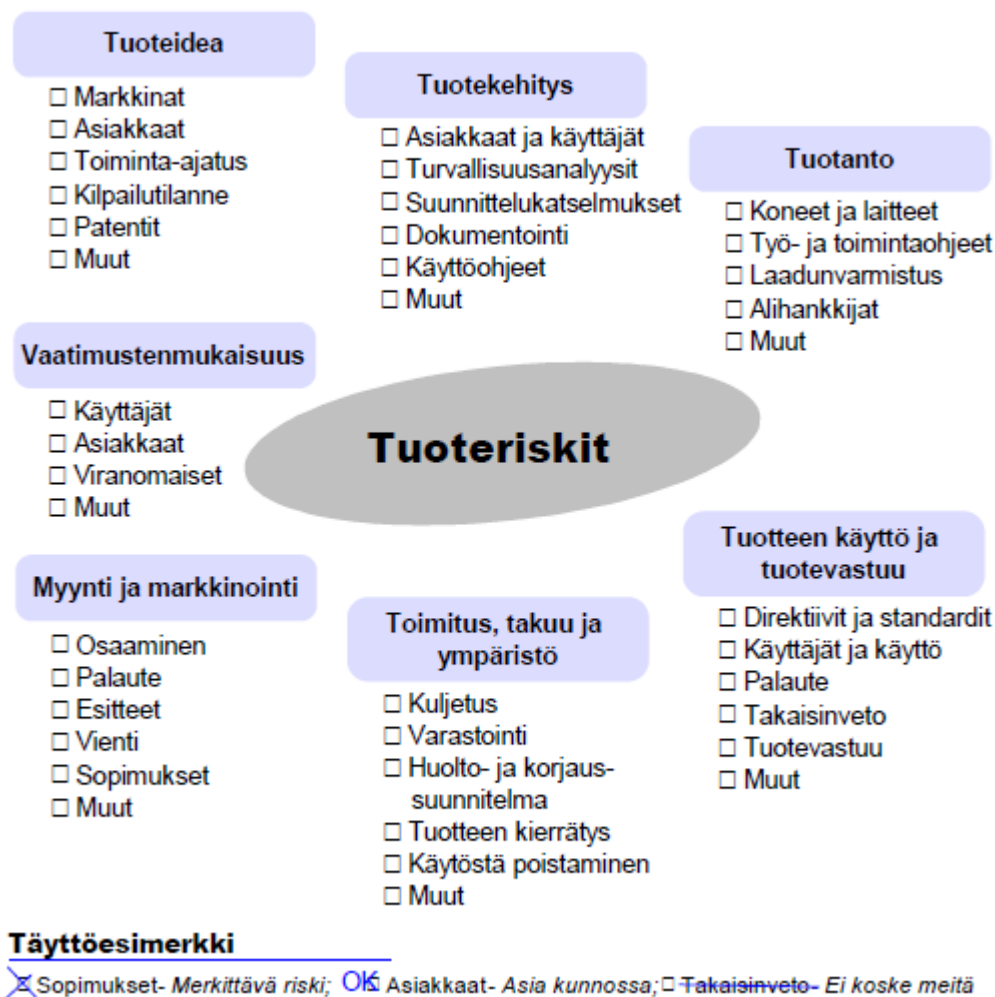 Tuoteidea
☐ Markkinat
☐ Asiakkaat
☐ Toiminta-ajatus
☐ Kilpailutilanne
☐ Patentit
☐ Muut
Tuotekehitys
☐ Asiakkaat ja käyttäjät
☐ Turvallisuusanalyysit
☐ Suunnittelukatselmukset
☐ Dokumentointi
☐ Käyttöohjeet
☐ Muut
Tuotanto
☐ Koneet ja laitteet
☐ Työ- ja toimintaohjeet
☐ Laadunvarmistus
☐ Alihankkijat
☐ Muut
Vaatimustenmukaisuus
☐ Käyttäjät
☐ Asiakkaat
☐ Viranomaiset
☐ Muut
Tuoteriskit
Myynti ja markkinointi
☐ Osaaminen
☐ Palaute
☐ Esitteet
☐ Vienti
☐ Sopimukset
☐ Muut
Toimitus, takuu ja
ympäristö
☐ Kuljetus
☐ Varastointi
☐ Huolto- ja korjaus-
suunnitelma
☐ Tuotteen kierrätys
☐ Käytöstä poistaminen
☐ Muut
Tuotteen käyttö ja
tuotevastuu
☐ Direktiivit ja standardit
☐ Käyttäjät ja käyttö
☐ Palaute
☐ Takaisinveto
☐ Tuotevastuu
☐ Muut
Täyttöesimerkki
☒ Sopimukset- Merkittävä riski; OK☐ Asiakkaat- Asia kunnossa; ☐ Takaisinveto- Ei koske meitä